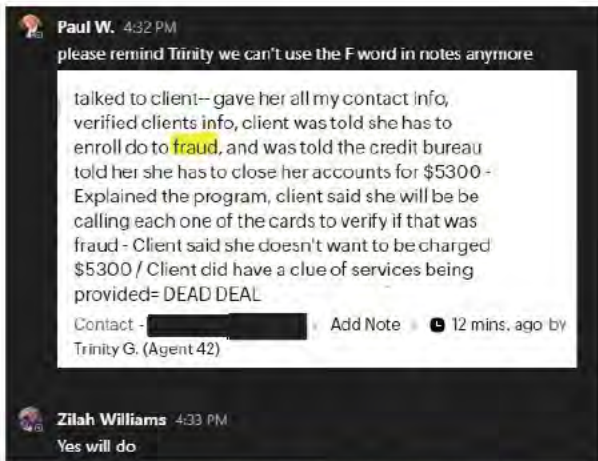 Paul W. 4:32 PM
please remind Trinity we can't use the F word in notes anymore
talked to client-- gave her all my contact info,
verified clients info, client was told she has to
enroll do to fraud, and was told the credit bureau
told her she has to close her accounts for $5300 -
Explained the program, client said she will be be
calling each one of the cards to verify if that was
fraud - Client said she doesn't want to be charged
$5300 / Client did have a clue of services being
provided= DEAD DEAL
Contact - Add Note 12 mins. ago by
Trinity G. (Agent 42)
Zilah Williams 4:33 PM
Yes will do